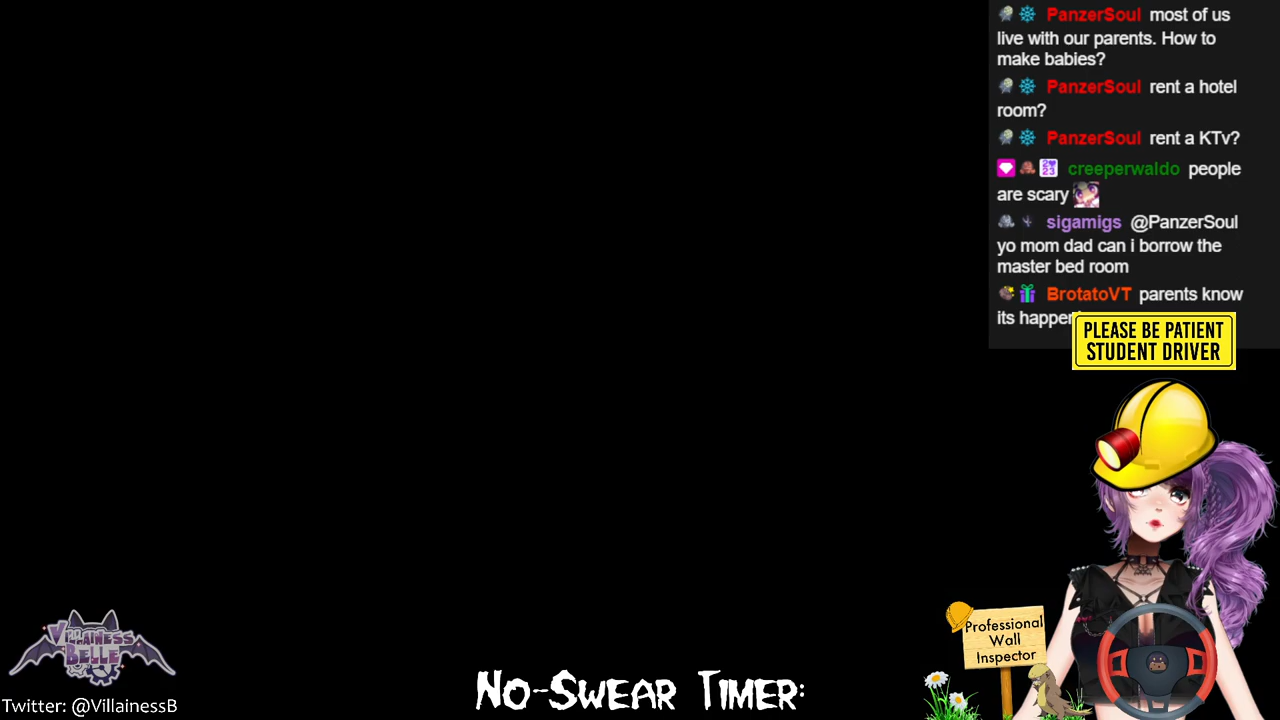 PanzerSoul most of us
live with our parents. How to
make babies?
PanzerSoul rent a hotel
room?
PanzerSoul rent a KTv?
creeperwaldo people
are scary
sigamigs @PanzerSoul
yo mom dad can i borrow the
master bed room
BrotatoVT parents know
its happen
PLEASE BE PATIENT
STUDENT DRIVER
Professional
Wall
Inspector
VILLAINESS
BELLE
Twitter: @VillainessB
No-Swear Timer: